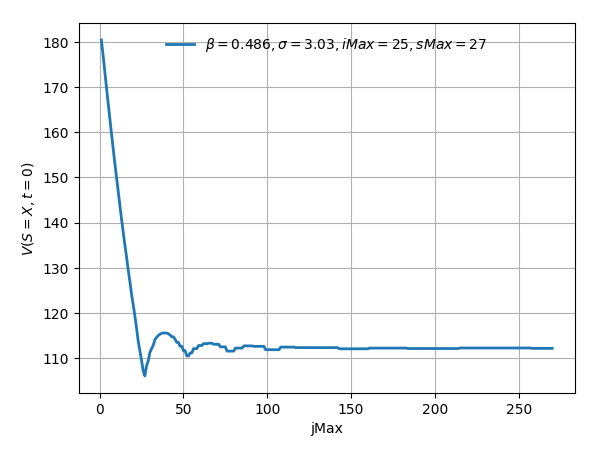 β = 0.486, σ = 3.03, iMax = 25, sMax = 27
V(S = X, t = 0)
180
170
160
150
140
130
120
110
0 50 100 150 200 250
jMax